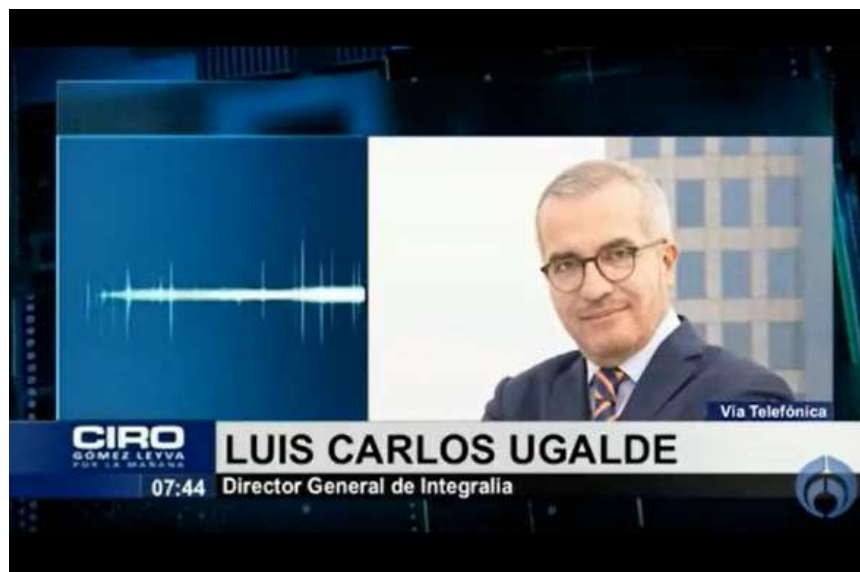 Vía Telefónica
CIRO
GÓMEZ LEYVA
POR LA MAÑANA
LUIS CARLOS UGALDE
07:44
Director General de Integralia